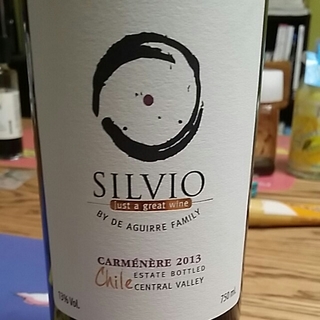 SILVIO
just a great wine
BY DE AGUIRRE FAMILY
CARMÉNÈRE 2013
Chile ESTATE BOTTLED
CENTRAL VALLEY
13% Vol.
750 mL